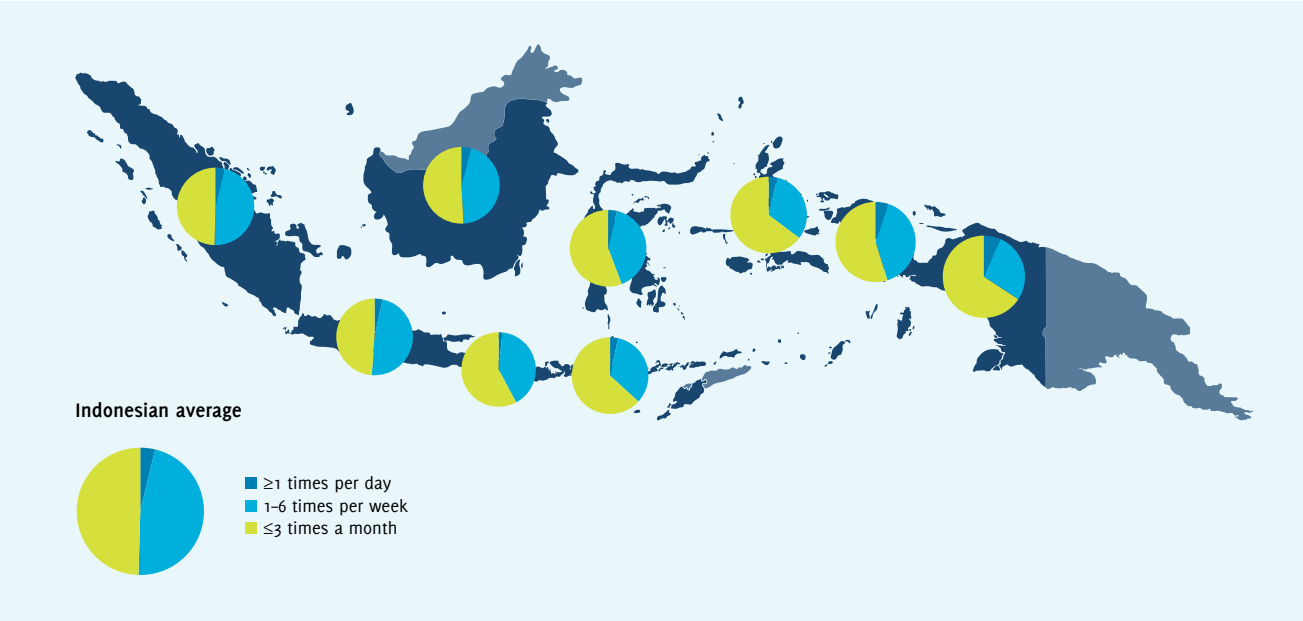 Indonesian average
≥1 times per day
1–6 times per week
≤3 times a month